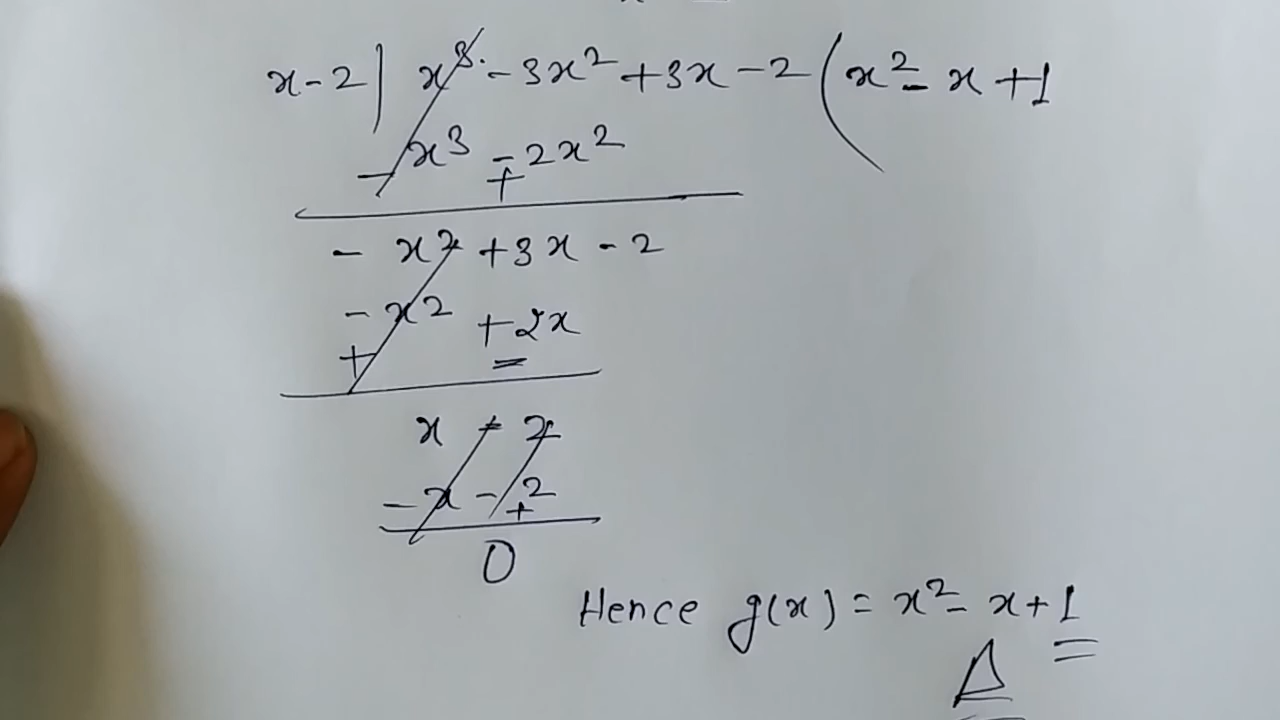 x-2) x³ - 3x² + 3x - 2 (x² - x + 1
x³ - 2x²
- +
- x² + 3x - 2
- x² + 2x
+ -
x - 2
- x - 2
+
0
Hence g(x) = x² - x + 1